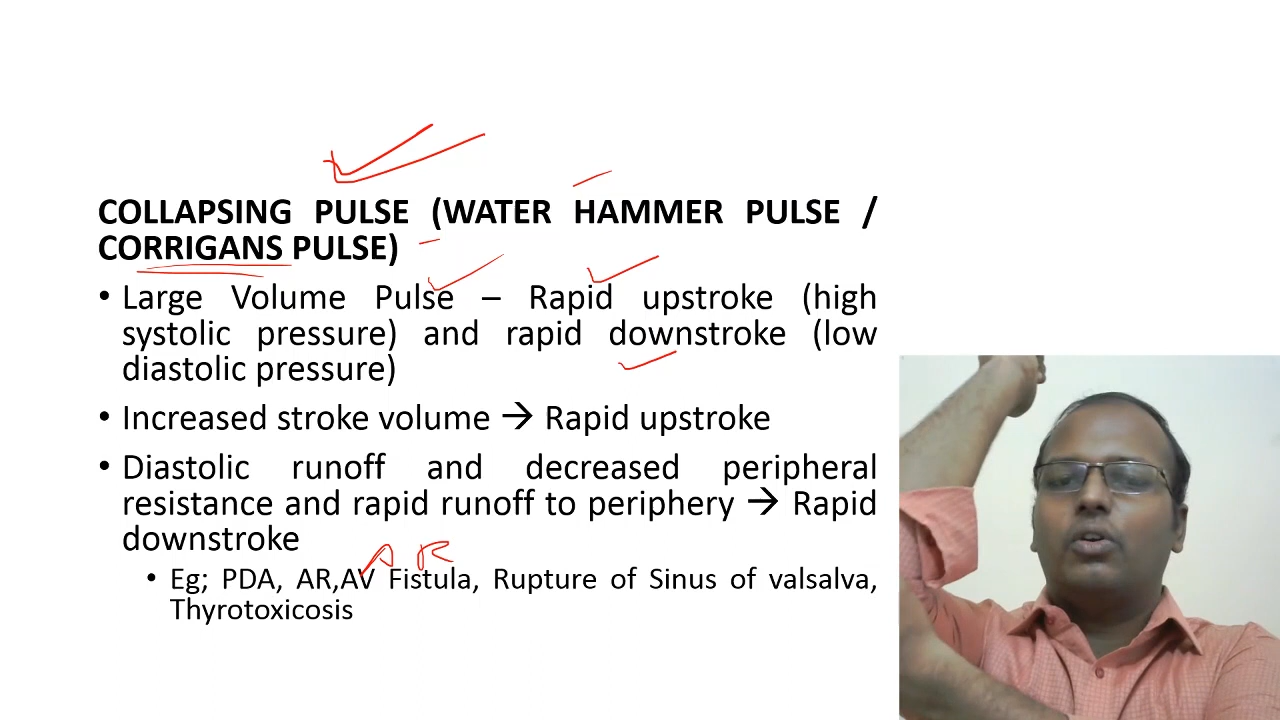 COLLAPSING PULSE (WATER HAMMER PULSE /
CORRIGANS PULSE)
• Large Volume Pulse – Rapid upstroke (high
systolic pressure) and rapid downstroke (low
diastolic pressure)
• Increased stroke volume → Rapid upstroke
• Diastolic runoff and decreased peripheral
resistance and rapid runoff to periphery → Rapid
downstroke
AR
• Eg; PDA, AR,AV Fistula, Rupture of Sinus of valsalva,
Thyrotoxicosis